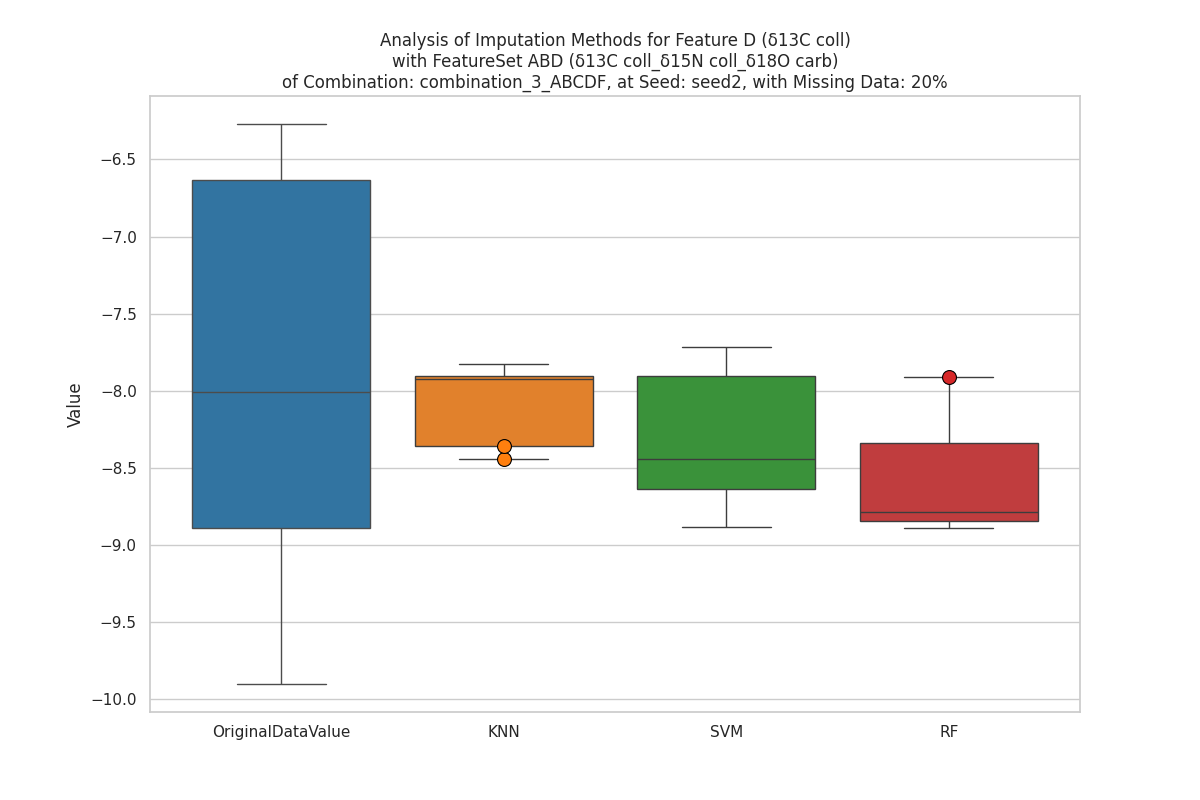 Analysis of Imputation Methods for Feature D (δ13C coll)
with FeatureSet ABD (δ13C coll_δ15N coll_δ18O carb)
of Combination: combination_3_ABCDF, at Seed: seed2, with Missing Data: 20%
Value
−6.5
−7.0
−7.5
−8.0
−8.5
−9.0
−9.5
−10.0
OriginalDataValue
KNN
SVM
RF